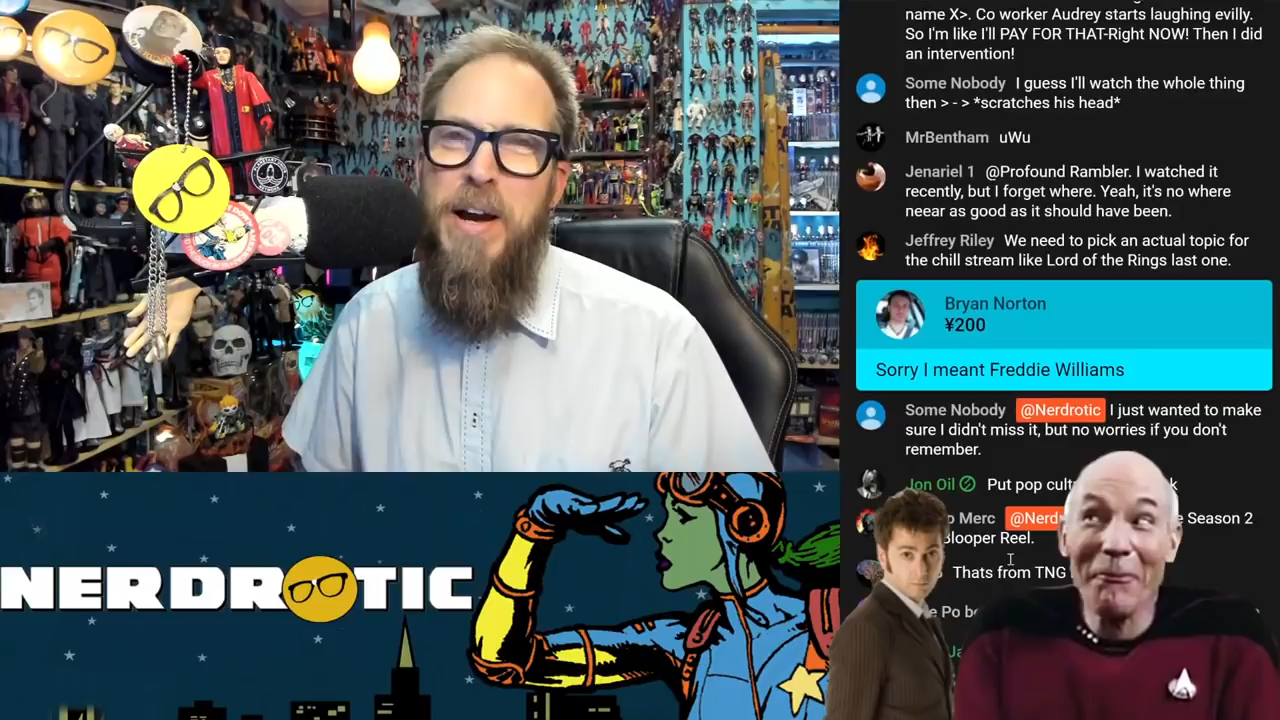 name X>. Co worker Audrey starts laughing evilly.
So I'm like I'll PAY FOR THAT-Right NOW! Then I did
an intervention!
Some Nobody I guess I'll watch the whole thing
then > - > *scratches his head*
MrBentham uWu
Jenariel 1 @Profound Rambler. I watched it
recently, but I forget where. Yeah, it's no where
neear as good as it should have been.
Jeffrey Riley We need to pick an actual topic for
the chill stream like Lord of the Rings last one.
Bryan Norton
¥200
Sorry I meant Freddie Williams
Some Nobody @Nerdrotic I just wanted to make
sure I didn't miss it, but no worries if you don't
remember.
Jon Oil Put pop
Merc @Nerd Season 2
Blooper Reel.
Thats from TNG
Po
NERDROTIC